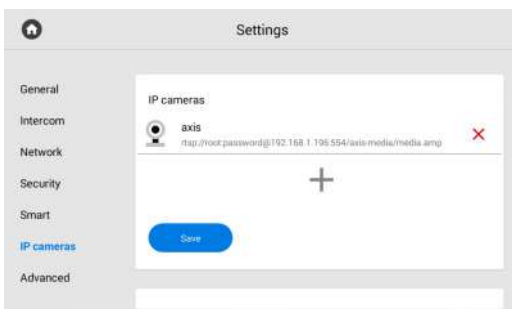 Settings
General
Intercom
Network
Security
Smart
IP cameras
Advanced
IP cameras
axis
rtsp://root:password@192.168.1.196:554/axis-media/media.amp
Save